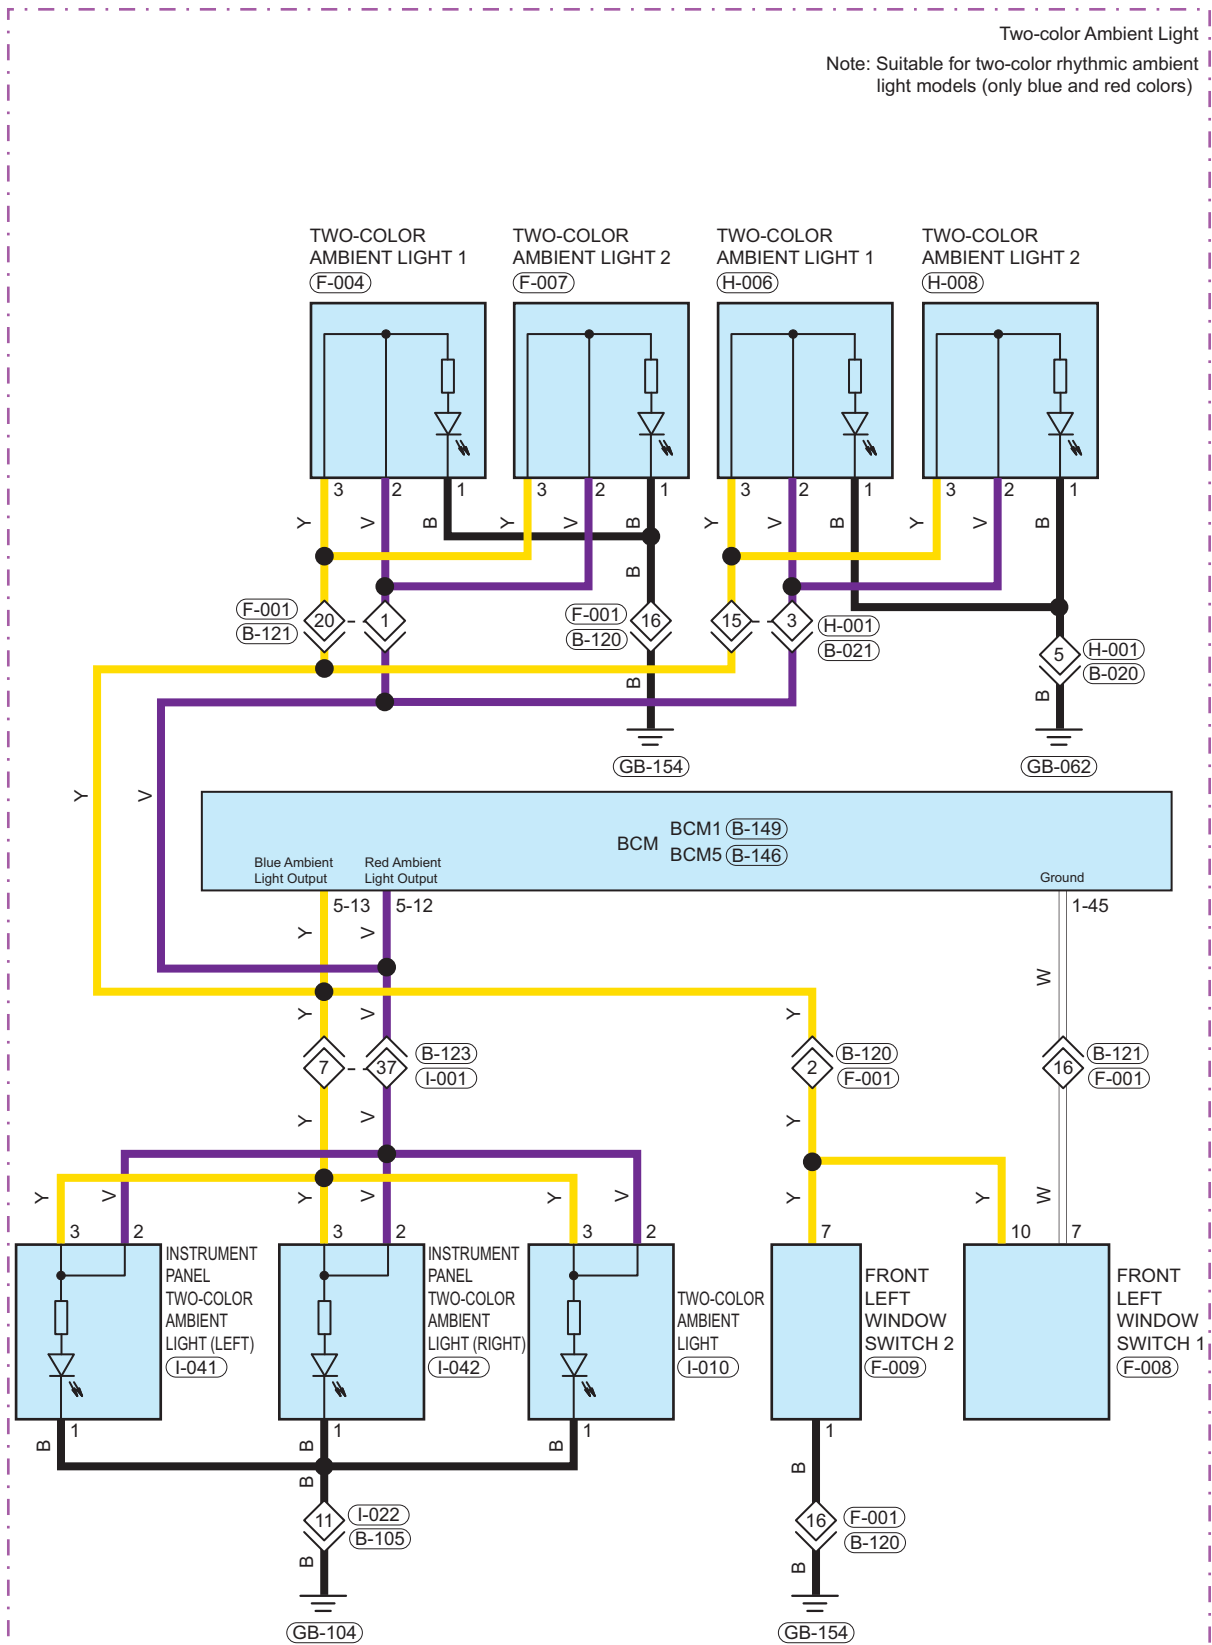 Two-color Ambient Light
Note: Suitable for two-color rhythmic ambient
light models (only blue and red colors)
TWO-COLOR
AMBIENT LIGHT 1
F-004
TWO-COLOR
AMBIENT LIGHT 2
F-007
TWO-COLOR
AMBIENT LIGHT 1
H-006
TWO-COLOR
AMBIENT LIGHT 2
H-008
3 2 1 3 2 1 3 2 1 3 2 1
Y V B Y V B Y V B Y V B
B
F-001
B-121
20
1
F-001
B-120
16
15
3
H-001
B-021
5
H-001
B-020
B
B
GB-154
GB-062
Y
V
BCM
BCM1 B-149
BCM5 B-146
Blue Ambient
Light Output
Red Ambient
Light Output
Ground
5-13
5-12
1-45
Y V
W
Y V Y
7
37
B-123
I-001
2
B-120
F-001
16
B-121
F-001
Y V Y
Y V Y Y V Y Y W
3 2 3 2 3 2 7 10 7
INSTRUMENT
PANEL
TWO-COLOR
AMBIENT
LIGHT (LEFT)
I-041
INSTRUMENT
PANEL
TWO-COLOR
AMBIENT
LIGHT (RIGHT)
I-042
TWO-COLOR
AMBIENT
LIGHT
I-010
FRONT
LEFT
WINDOW
SWITCH 2
F-009
FRONT
LEFT
WINDOW
SWITCH 1
F-008
1 1 1 1
B B B B
B
11
I-022
B-105
16
F-001
B-120
B B
GB-104
GB-154